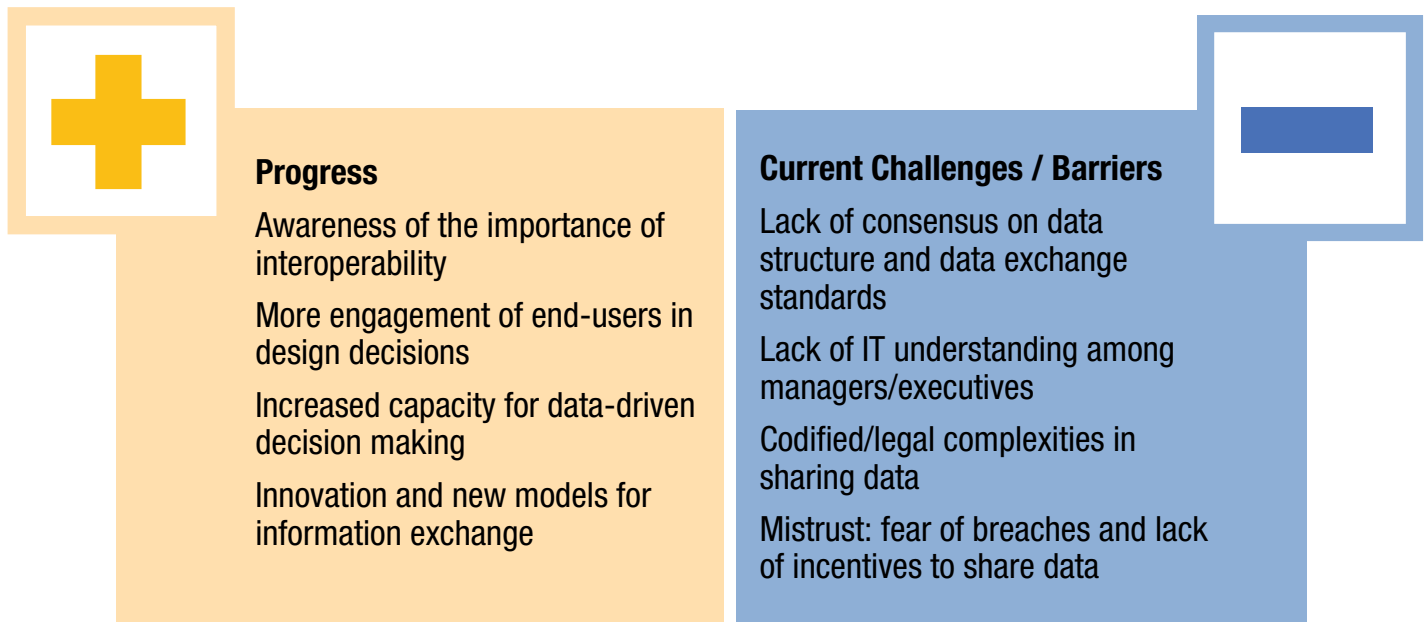 Progress
Awareness of the importance of
interoperability
More engagement of end-users in
design decisions
Increased capacity for data-driven
decision making
Innovation and new models for
information exchange
Current Challenges / Barriers
Lack of consensus on data
structure and data exchange
standards
Lack of IT understanding among
managers/executives
Codified/legal complexities in
sharing data
Mistrust: fear of breaches and lack
of incentives to share data